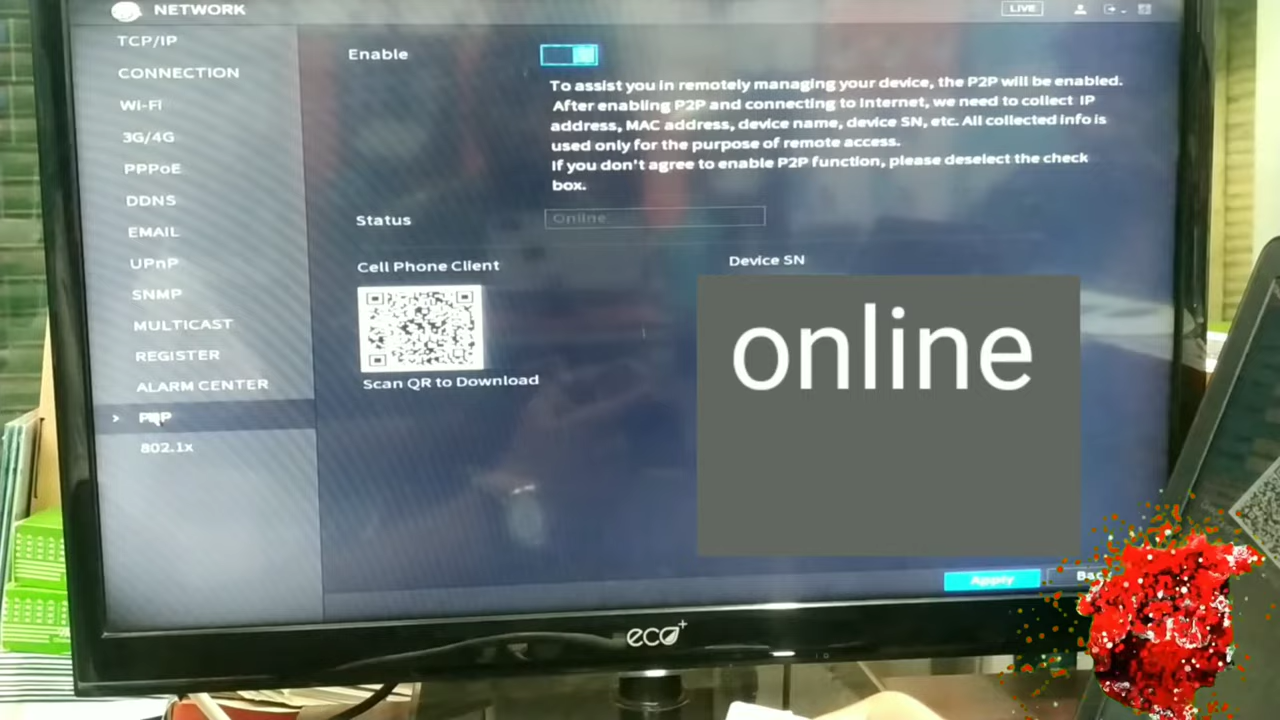 NETWORK
LIVE
TCP/IP
CONNECTION
Wi-Fi
3G/4G
PPPoE
DDNS
EMAIL
UPnP
SNMP
MULTICAST
REGISTER
ALARM CENTER
> P2P
802.1x
Enable
To assist you in remotely managing your device, the P2P will be enabled.
After enabling P2P and connecting to Internet, we need to collect IP
address, MAC address, device name, device SN, etc. All collected info is
used only for the purpose of remote access.
If you don't agree to enable P2P function, please deselect the check
box.
Status
Online
Cell Phone Client
Device SN
Scan QR to Download
online
Apply
Back
eco+